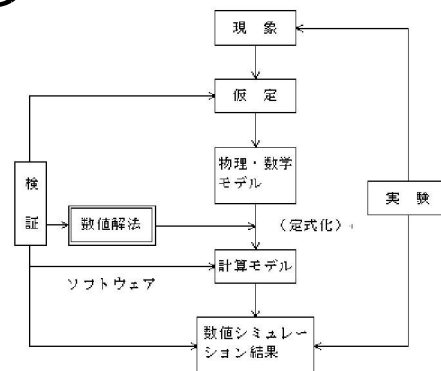 現 象
仮 定
物理・数学
モデル
検
証
数値解法
(定式化)
実 験
計算モデル
ソフトウェア
数値シミュレー
ション結果